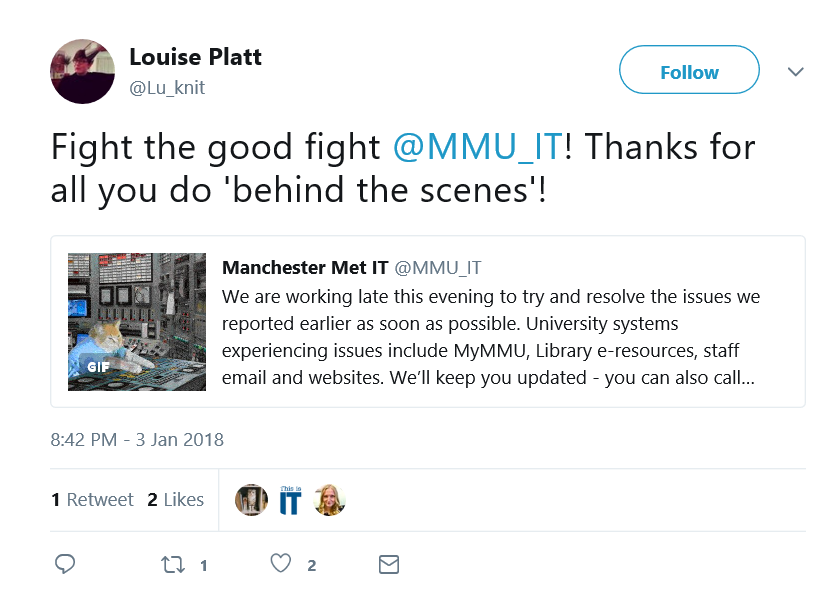 Louise Platt
@Lu_knit
Follow
Fight the good fight @MMU_IT! Thanks for
all you do 'behind the scenes'!
Manchester Met IT @MMU_IT
We are working late this evening to try and resolve the issues we
reported earlier as soon as possible. University systems
experiencing issues include MyMMU, Library e-resources, staff
email and websites. We’ll keep you updated - you can also call...
GIF
8:42 PM - 3 Jan 2018
1 Retweet 2 Likes
This is
IT
1 2